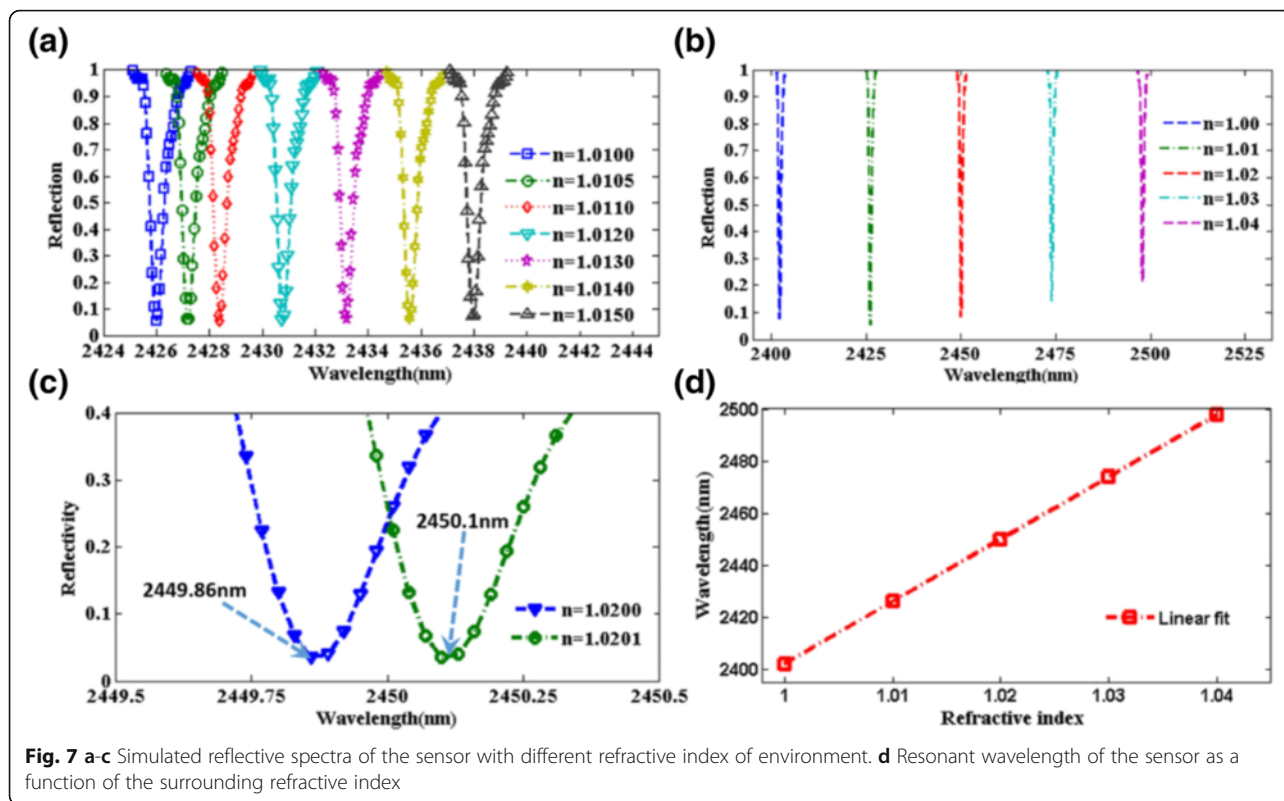 (a)
1
0.9
0.8
0.7
0.6
0.5
0.4
0.3
0.2
0.1
0
Reflection
n=1.0100
n=1.0105
n=1.0110
n=1.0120
n=1.0130
n=1.0140
n=1.0150
2424 2426 2428 2430 2432 2434 2436 2438 2440 2442 2444
Wavelength(nm)
(b)
1
0.9
0.8
0.7
0.6
0.5
0.4
0.3
0.2
0.1
0
Reflection
n=1.00
n=1.01
n=1.02
n=1.03
n=1.04
2400 2425 2450 2475 2500 2525
Wavelength(nm)
(c)
0.4
0.3
0.2
0.1
0
Reflectivity
2450.1nm
2449.86nm
n=1.0200
n=1.0201
2449.5 2449.75 2450 2450.25 2450.5
Wavelength(nm)
(d)
2500
2480
2460
2440
2420
2400
Wavelength(nm)
Linear fit
1 1.01 1.02 1.03 1.04
Refractive index
Fig. 7 a-c Simulated reflective spectra of the sensor with different refractive index of environment. d Resonant wavelength of the sensor as a
function of the surrounding refractive index